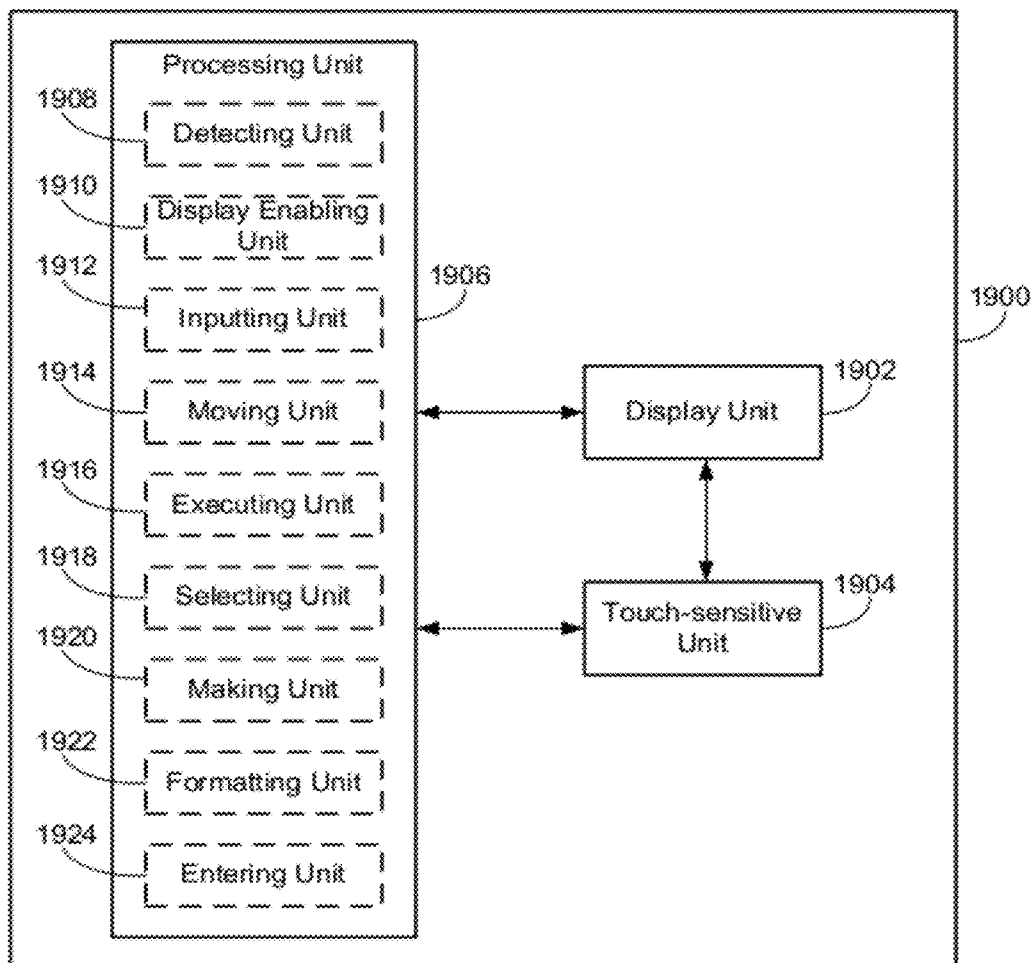 Processing Unit
1908
Detecting Unit
1910
Display Enabling
Unit
1912
Inputting Unit
1906
1900
1914
Moving Unit
1902
Display Unit
1916
Executing Unit
1918
Selecting Unit
1904
Touch-sensitive
Unit
1920
Making Unit
1922
Formatting Unit
1924
Entering Unit